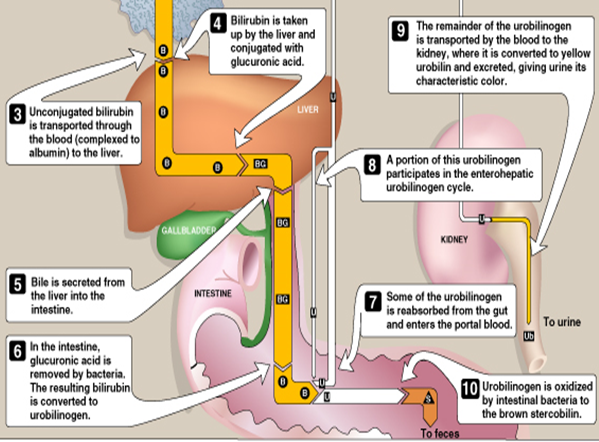 4 Bilirubin is taken
up by the liver and
conjugated with
glucuronic acid.
9 The remainder of the urobilinogen
is transported by the blood to the
kidney, where it is converted to yellow
urobilin and excreted, giving urine its
characteristic color.
B
B
B
B
B
BG
3 Unconjugated bilirubin
is transported through
the blood (complexed to
albumin) to the liver.
LIVER
U
8 A portion of this urobilinogen
participates in the enterohepatic
urobilinogen cycle.
U
KIDNEY
GALLBLADDER
BG
5 Bile is secreted from
the liver into the
intestine.
INTESTINE
BG
U
7 Some of the urobilinogen
is reabsorbed from the gut
and enters the portal blood.
To urine
Ub
6 In the intestine,
glucuronic acid is
removed by bacteria.
The resulting bilirubin
is converted to
urobilinogen.
B
B
U
U
S
10 Urobilinogen is oxidized
by intestinal bacteria to
the brown stercobilin.
To feces